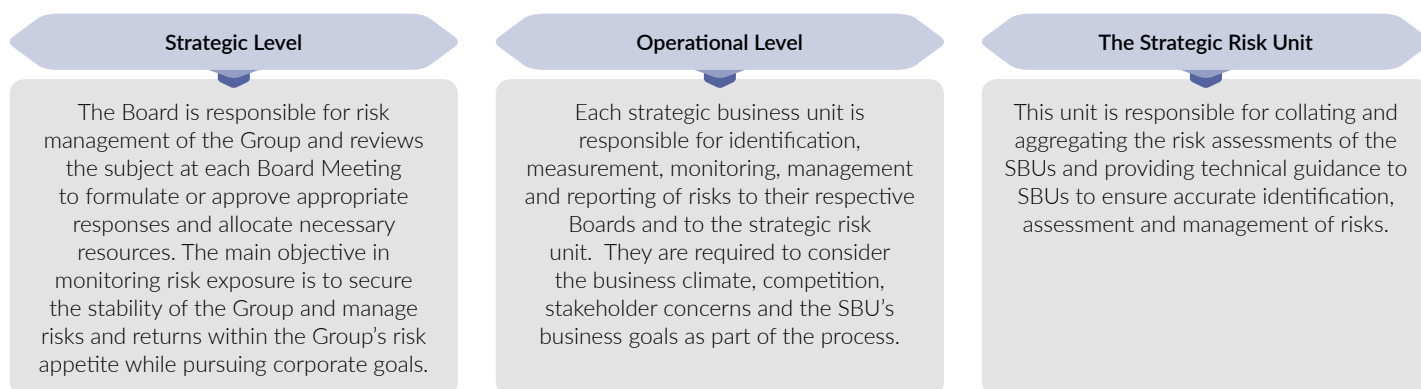 Strategic Level
The Board is responsible for risk
management of the Group and reviews
the subject at each Board Meeting
to formulate or approve appropriate
responses and allocate necessary
resources. The main objective in
monitoring risk exposure is to secure
the stability of the Group and manage
risks and returns within the Group’s risk
appetite while pursuing corporate goals.
Operational Level
Each strategic business unit is
responsible for identification,
measurement, monitoring, management
and reporting of risks to their respective
Boards and to the strategic risk
unit.  They are required to consider
the business climate, competition,
stakeholder concerns and the SBU’s
business goals as part of the process.
The Strategic Risk Unit
This unit is responsible for collating and
aggregating the risk assessments of the
SBUs and providing technical guidance to
SBUs to ensure accurate identification,
assessment and management of risks.